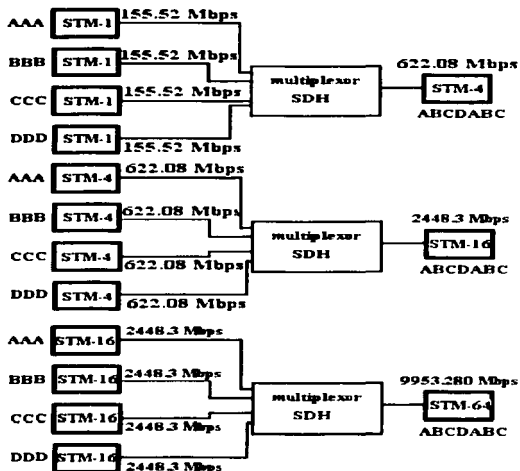 AAA STM-1 155.52 Mbps
BBB STM-1 155.52 Mbps
CCC STM-1 155.52 Mbps
DDD STM-1 155.52 Mbps
multiplexor
SDH
622.08 Mbps
STM-4
ABCDABC
AAA STM-4 622.08 Mbps
BBB STM-4 622.08 Mbps
CCC STM-4 622.08 Mbps
DDD STM-4 622.08 Mbps
multiplexor
SDH
2448.3 Mbps
STM-16
ABCDABC
AAA STM-16 2448.3 Mbps
BBB STM-16 2448.3 Mbps
CCC STM-16 2448.3 Mbps
DDD STM-16 2448.3 Mbps
multiplexor
SDH
9953.280 Mbps
STM-64
ABCDABC